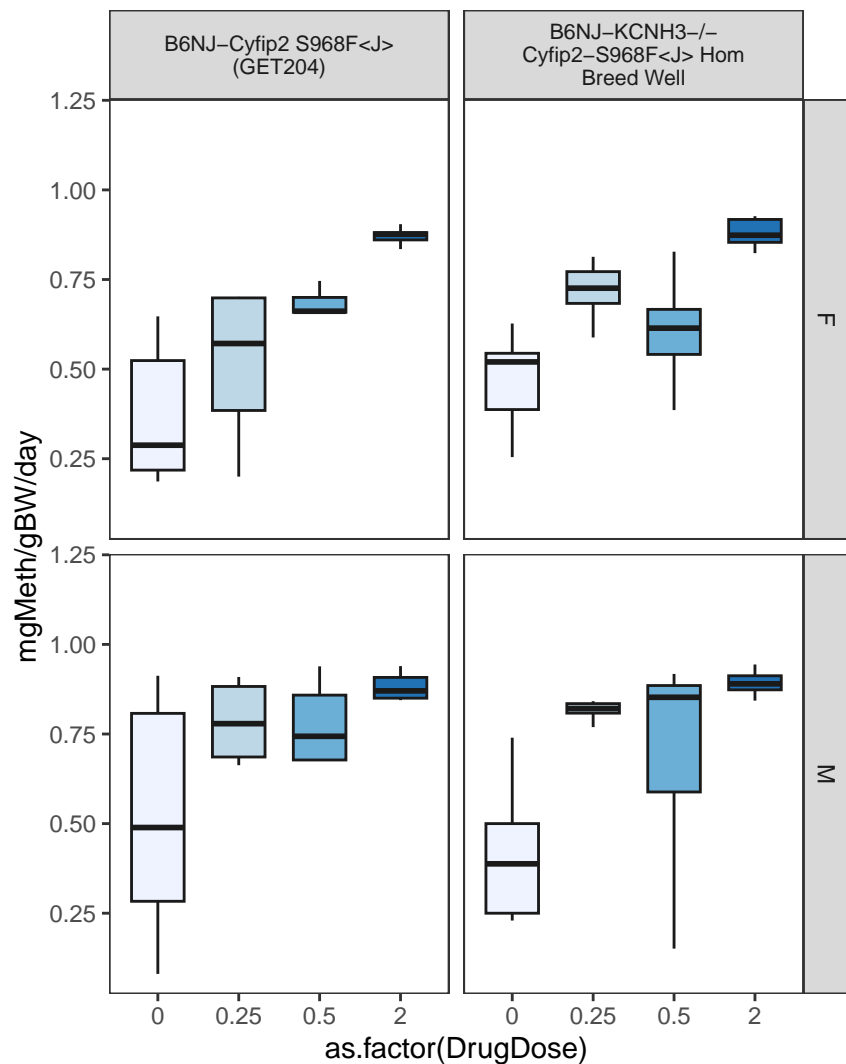 B6NJ−Cyfip2 S968F<J>
(GET204)
B6NJ−KCNH3−/−
Cyfip2−S968F<J> Hom
Breed Well
1.25
1.00
0.75
0.50
0.25
F
1.25
1.00
0.75
0.50
0.25
M
mgMeth/gBW/day
0 0.25 0.5 2
0 0.25 0.5 2
as.factor(DrugDose)